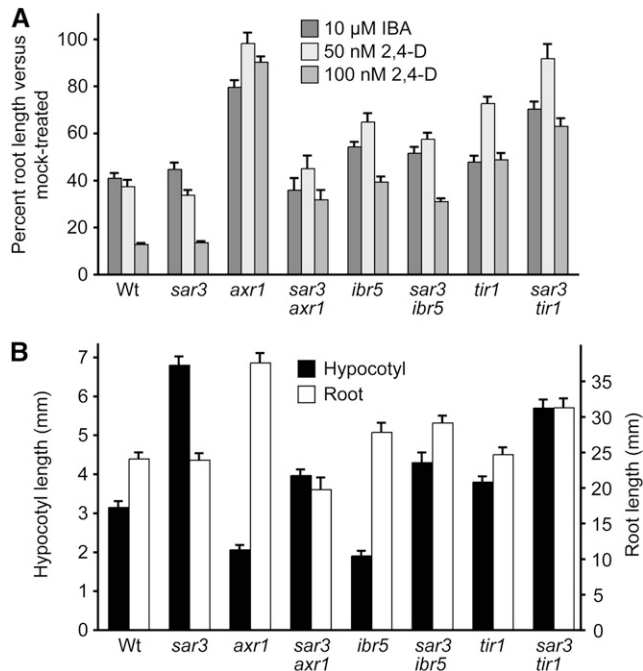 A
Percent root length versus
mock-treated
100
80
60
40
20
0
10 µM IBA
50 nM 2,4-D
100 nM 2,4-D
Wt sar3 axr1 sar3 ibr5 sar3 tir1 sar3
axr1 ibr5 tir1
B
Hypocotyl length (mm)
7
6
5
4
3
2
1
0
Hypocotyl
Root
35
30
25
20
15
10
5
0
Root length (mm)
Wt sar3 axr1 sar3 ibr5 sar3 tir1 sar3
axr1 ibr5 tir1